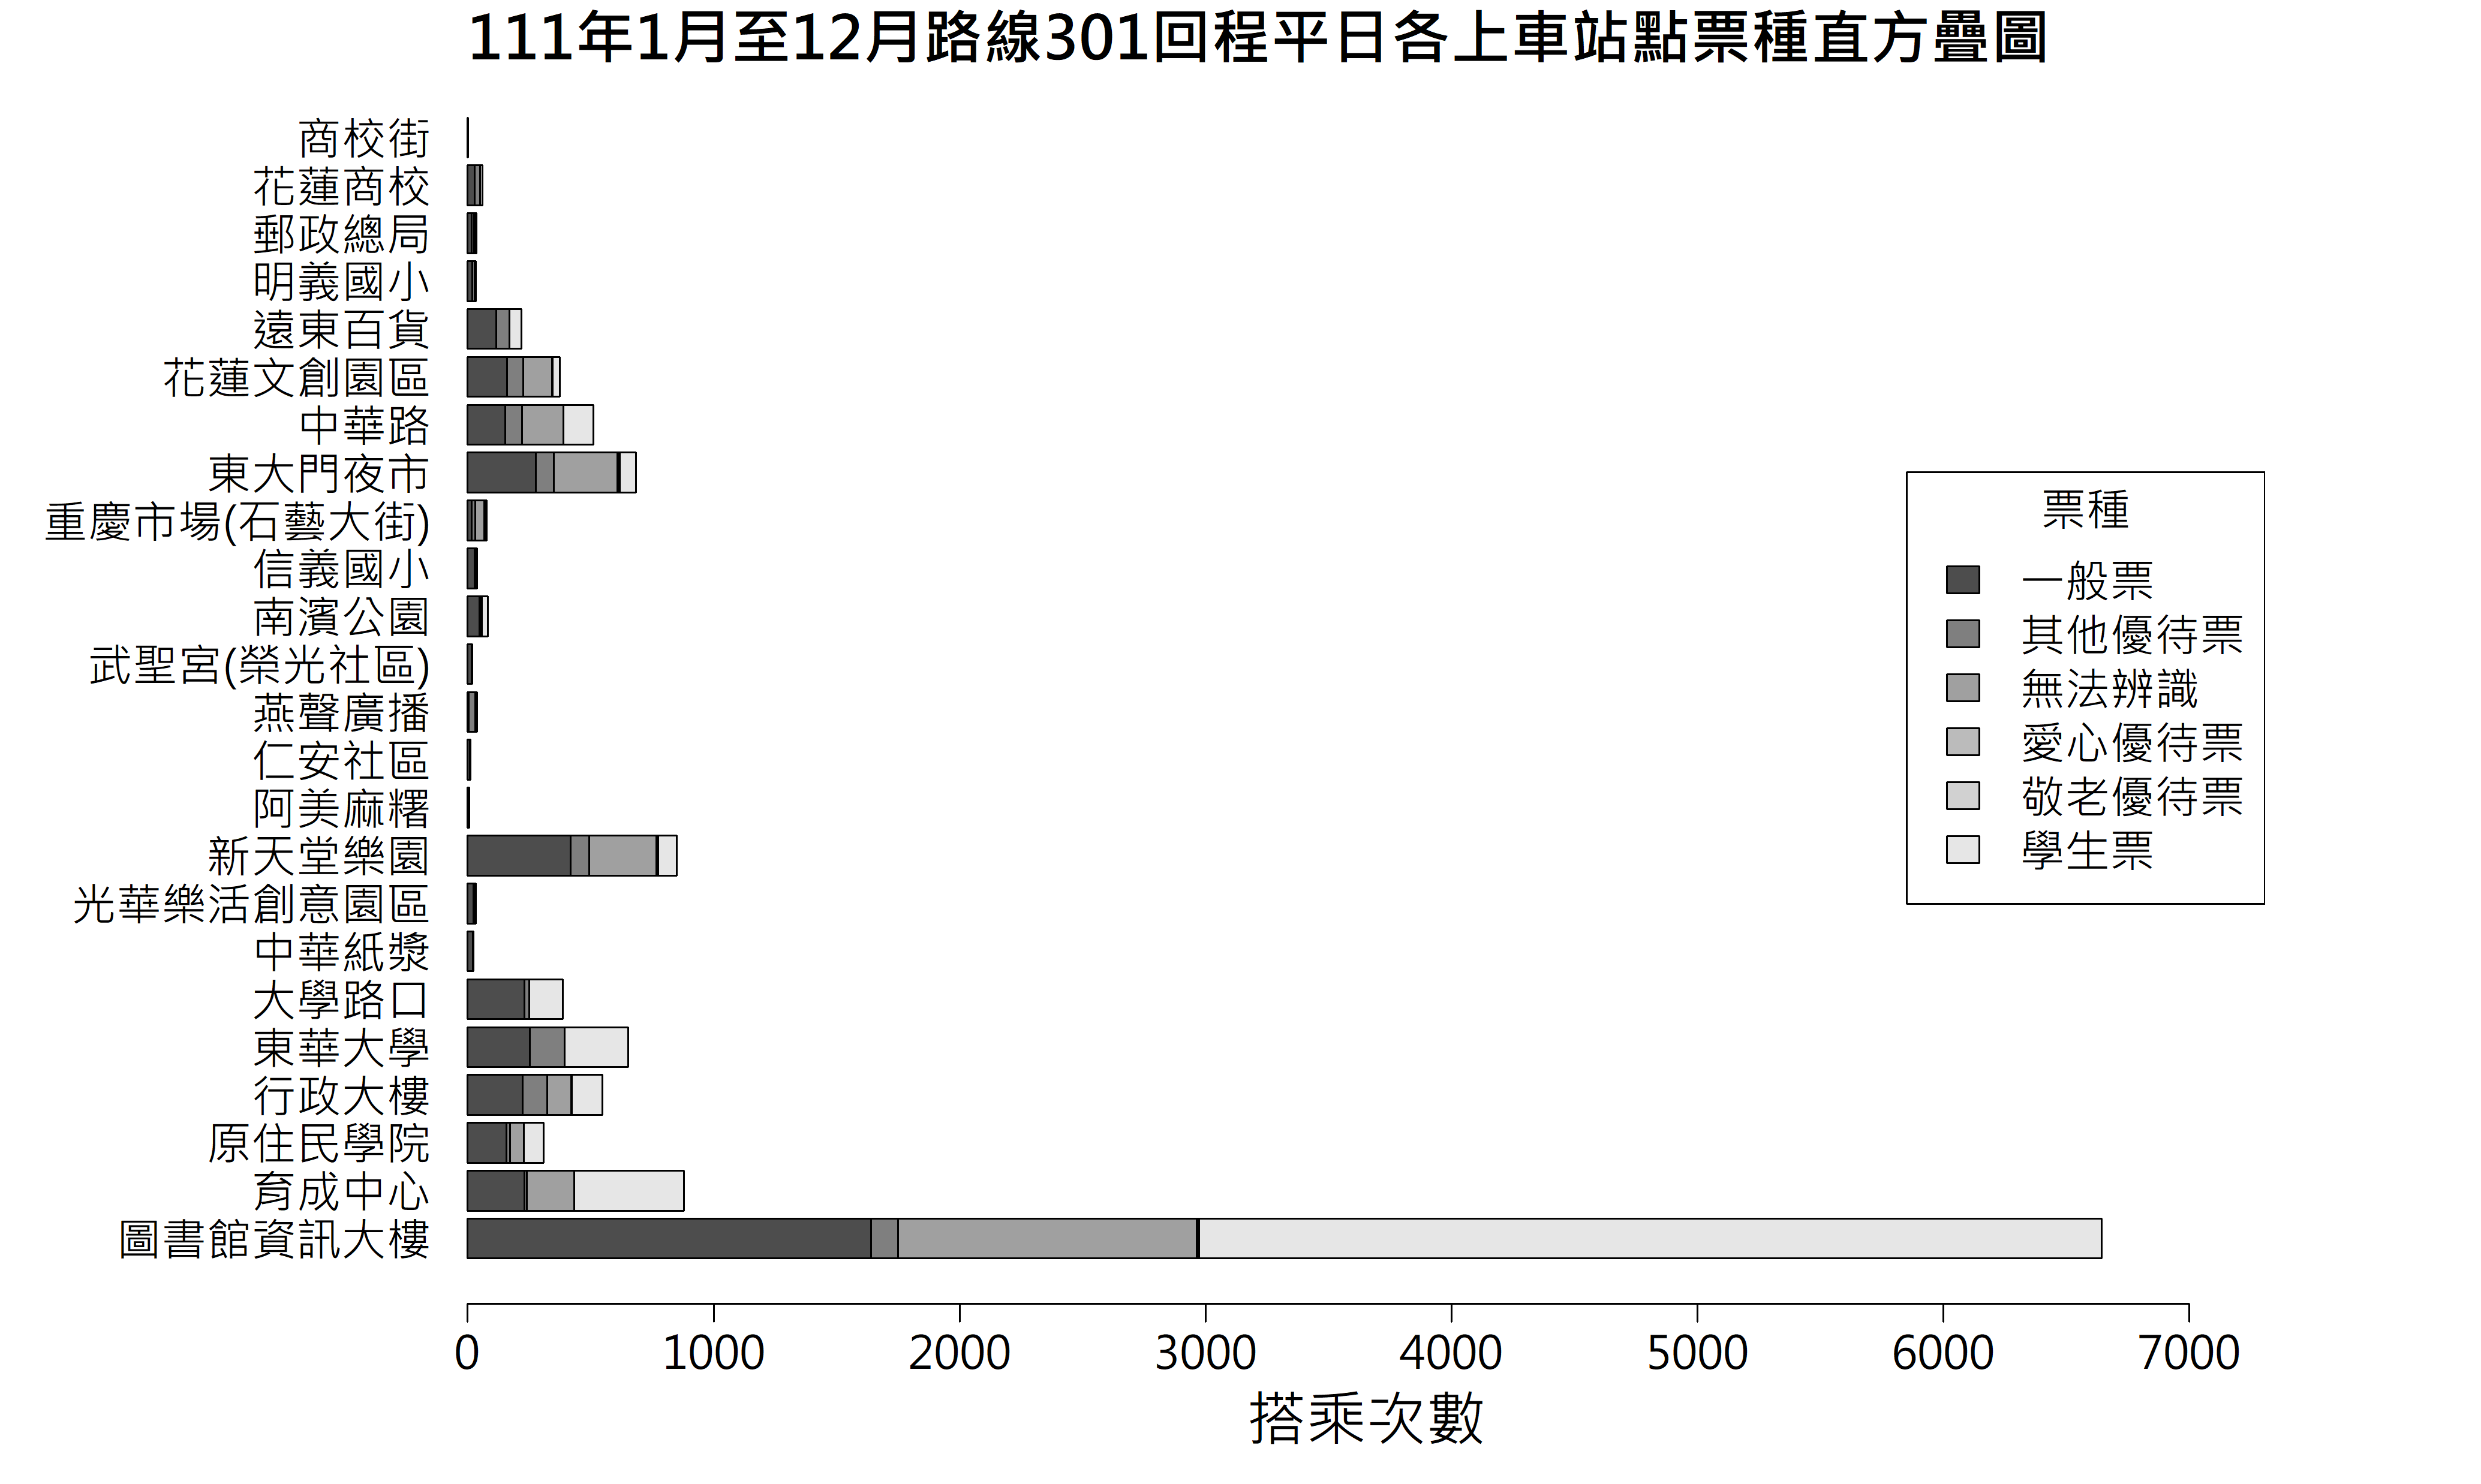 111年1月至12月路線301回程平日各上車站點票種直方疊圖
商校街
花蓮商校
郵政總局
明義國小
遠東百貨
花蓮文創園區
中華路
東大門夜市
重慶市場(石藝大街)
信義國小
南濱公園
武聖宮(榮光社區)
燕聲廣播
仁安社區
阿美麻糬
新天堂樂園
光華樂活創意園區
中華紙漿
大學路口
東華大學
行政大樓
原住民學院
育成中心
圖書館資訊大樓
票種
一般票
其他優待票
無法辨識
愛心優待票
敬老優待票
學生票
0 1000 2000 3000 4000 5000 6000 7000
搭乘次數